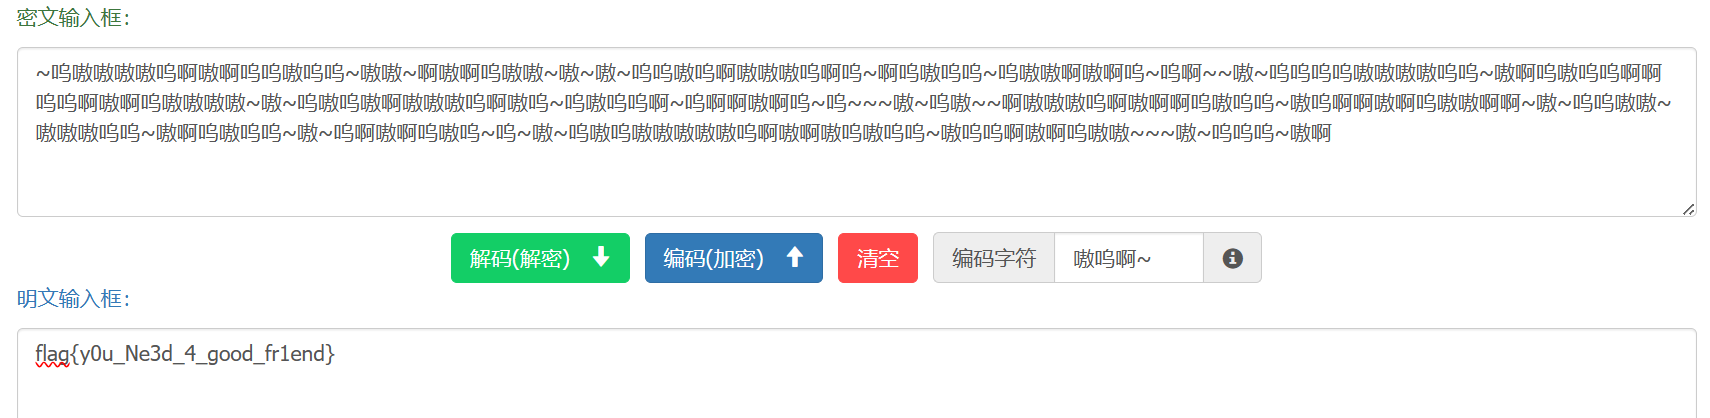 密文输入框:
~呜嗷嗷嗷嗷呜啊嗷啊呜呜嗷呜呜~嗷嗷~啊嗷啊呜嗷嗷~嗷~嗷~呜呜嗷呜啊嗷嗷嗷呜啊呜~啊呜嗷呜呜~呜嗷嗷啊嗷啊呜~呜啊~~嗷~呜呜呜呜嗷嗷嗷嗷呜呜~嗷啊呜嗷呜呜啊啊
呜呜啊嗷啊呜嗷嗷嗷嗷~嗷~呜嗷呜嗷啊嗷嗷嗷呜啊嗷呜~呜嗷呜呜啊~呜啊啊嗷啊呜~呜~~~嗷~呜嗷~~啊嗷嗷嗷呜啊嗷啊啊呜嗷呜呜~嗷呜啊啊嗷啊呜嗷嗷啊啊~嗷~呜呜嗷嗷~
嗷嗷嗷呜呜~嗷啊呜嗷呜呜~嗷~呜啊嗷啊呜嗷呜~呜~嗷~呜嗷呜嗷嗷嗷嗷嗷呜啊嗷啊嗷呜嗷呜呜~嗷呜呜啊嗷啊呜嗷嗷~~~嗷~呜呜呜~嗷啊
解码(解密)
编码(加密)
清空
编码字符 嗷呜啊~
明文输入框:
flag{y0u_Ne3d_4_good_fr1end}